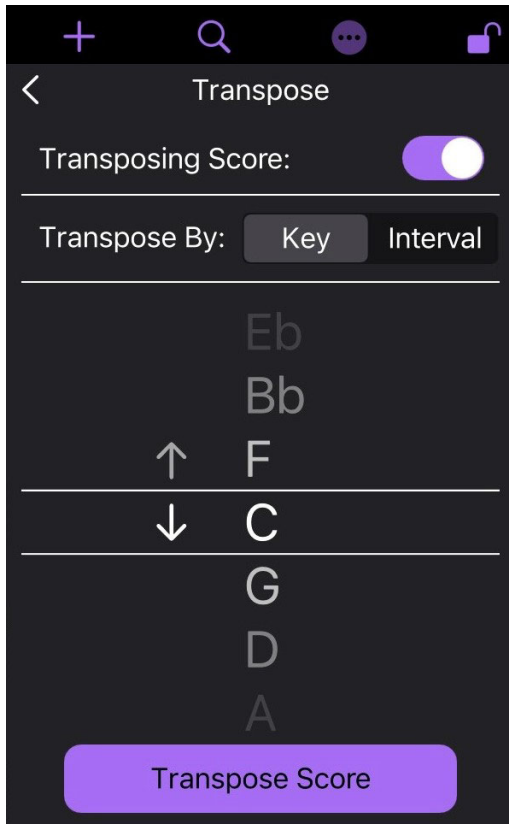 Transpose
Transposing Score:
Transpose By: Key Interval
Eb
Bb
↑ F
↓ C
G
D
A
Transpose Score